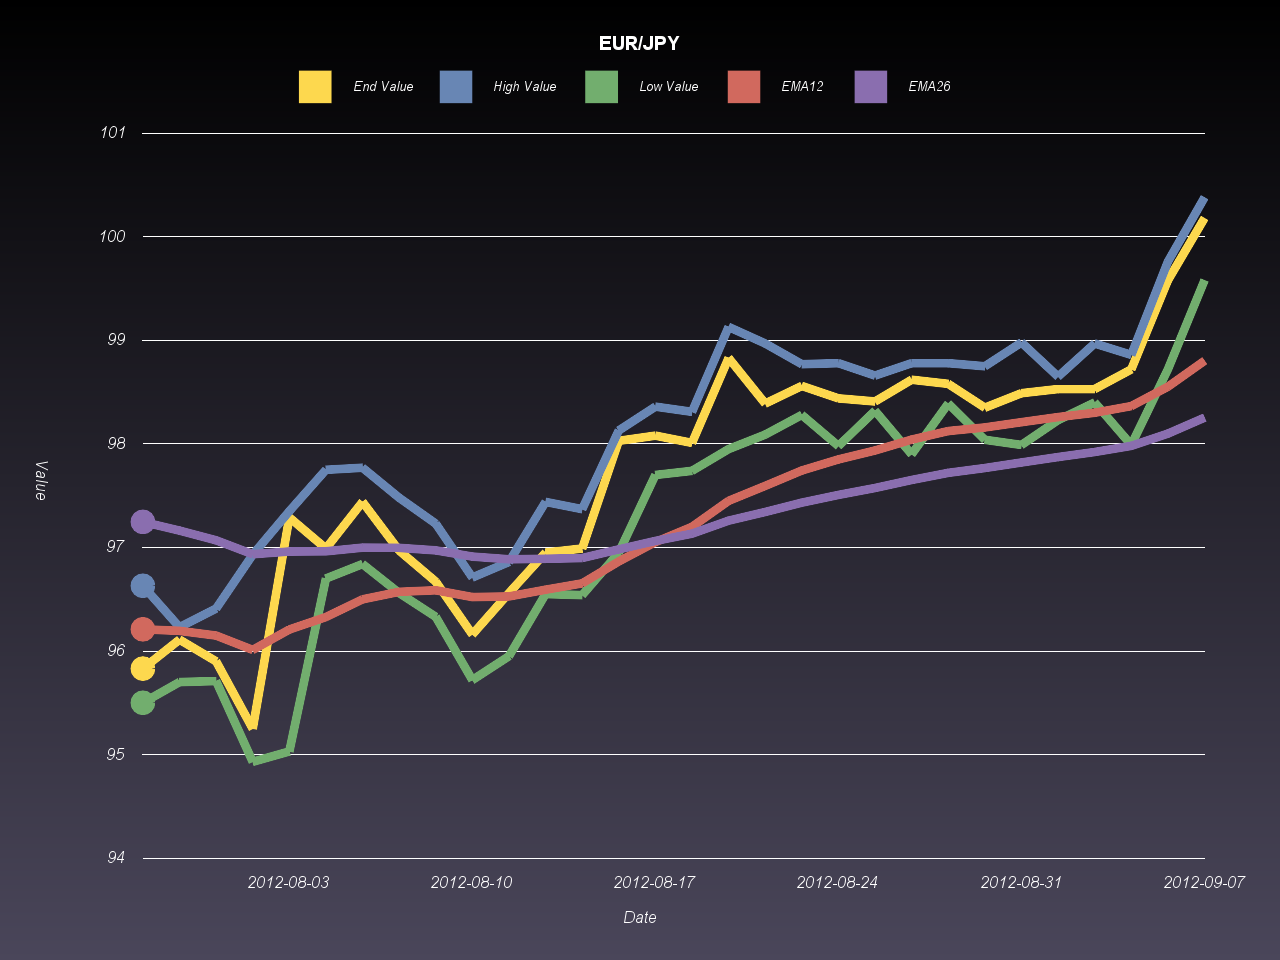 EUR/JPY
End Value High Value Low Value EMA12 EMA26
101
100
99
98
97
96
95
94
Value
2012-08-03 2012-08-10 2012-08-17 2012-08-24 2012-08-31 2012-09-07
Date